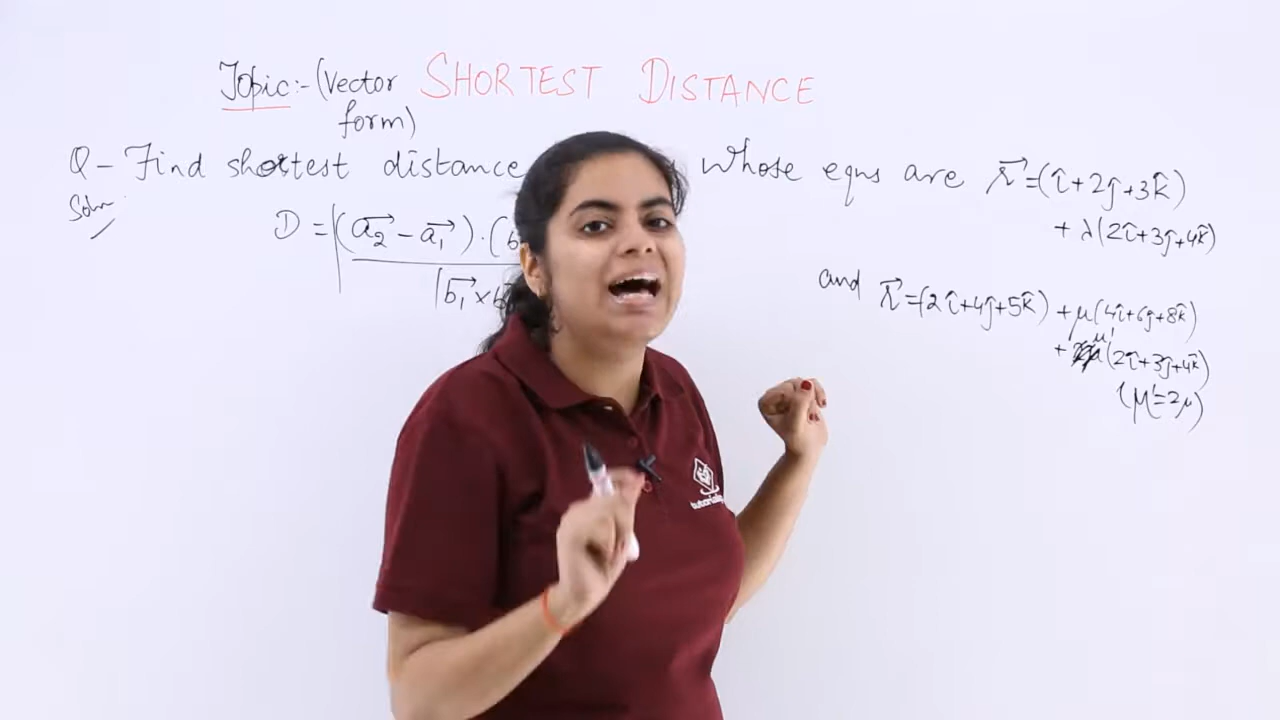 Topic:- (Vector form) SHORTEST DISTANCE
Q- Find shortest distance whose eqns are r⃗=(î+2ĵ+3k̂)
+ λ(2î+3ĵ+4k̂)
Soln:
D = |(a₂⃗ - a₁⃗)·(b
|b₁⃗ × b
and r⃗=(2î+4ĵ+5k̂) + μ(4î+6ĵ+8k̂)
+ μ'(2î+3ĵ+4k̂)
(μ'=2μ)
tutorials